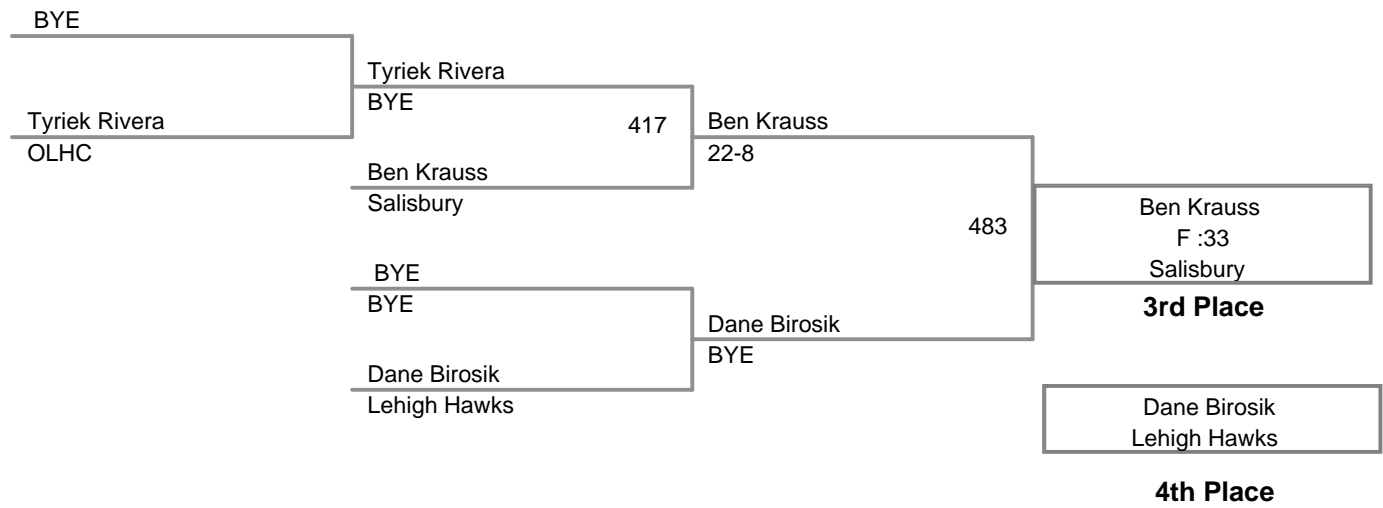 BYE
Tyriek Rivera
OLHC
Tyriek Rivera
BYE
417
Ben Krauss
Salisbury
BYE
BYE
Dane Birosik
Lehigh Hawks
Ben Krauss
22-8
483
Dane Birosik
BYE
Ben Krauss
F :33
Salisbury
3rd Place
Dane Birosik
Lehigh Hawks
4th Place